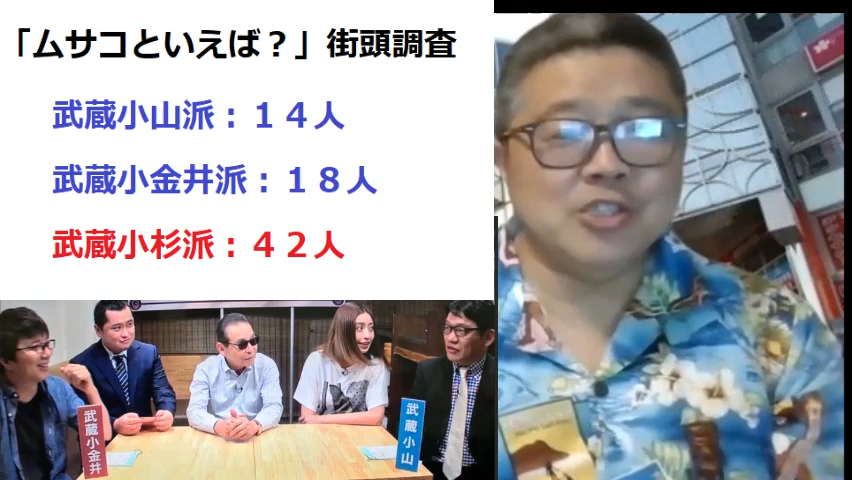 「ムサコといえば？」街頭調査
武蔵小山派：１４人
武蔵小金井派：１８人
武蔵小杉派：４２人
武蔵小金井
武蔵小山